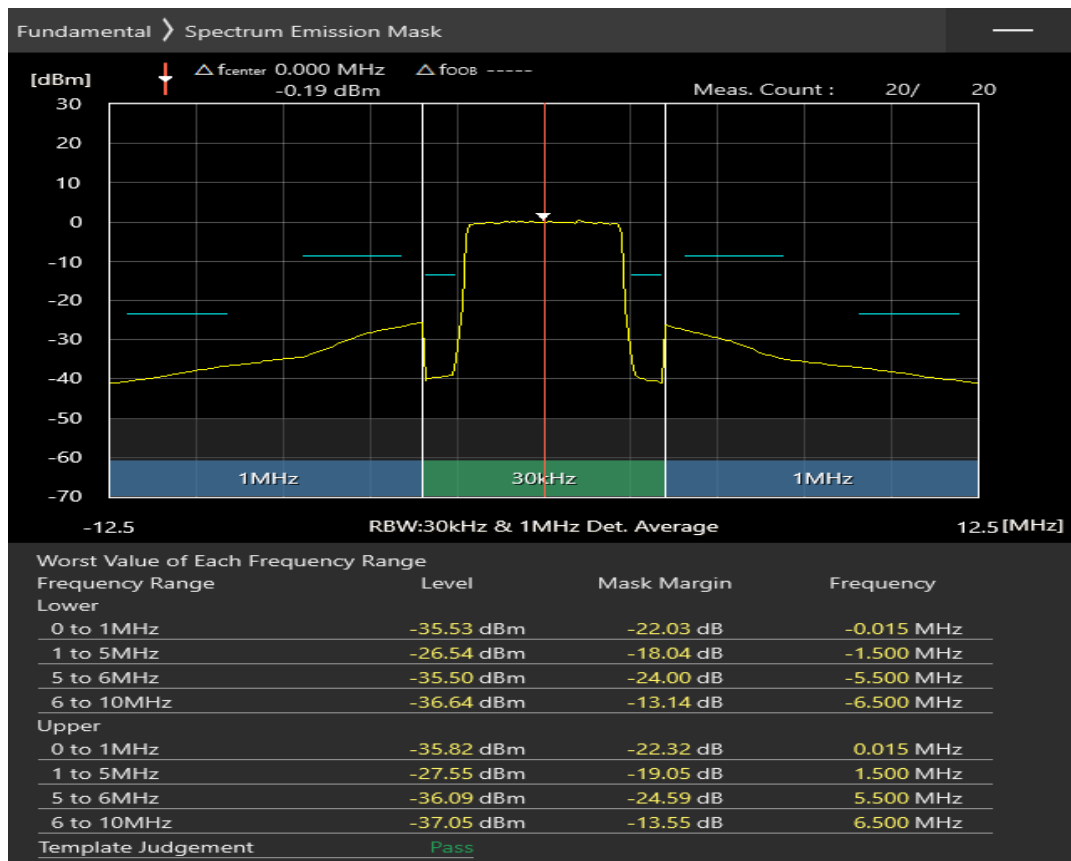 Fundamental ❯ Spectrum Emission Mask
[dBm] △ fcenter 0.000 MHz △ fOOB -----
-0.19 dBm Meas. Count : 20/ 20
30
20
10
0
-10
-20
-30
-40
-50
-60
1MHz 30kHz 1MHz
-70
-12.5 RBW:30kHz & 1MHz Det. Average 12.5 [MHz]
Worst Value of Each Frequency Range
Frequency Range Level Mask Margin Frequency
Lower
0 to 1MHz -35.53 dBm -22.03 dB -0.015 MHz
1 to 5MHz -26.54 dBm -18.04 dB -1.500 MHz
5 to 6MHz -35.50 dBm -24.00 dB -5.500 MHz
6 to 10MHz -36.64 dBm -13.14 dB -6.500 MHz
Upper
0 to 1MHz -35.82 dBm -22.32 dB 0.015 MHz
1 to 5MHz -27.55 dBm -19.05 dB 1.500 MHz
5 to 6MHz -36.09 dBm -24.59 dB 5.500 MHz
6 to 10MHz -37.05 dBm -13.55 dB 6.500 MHz
Template Judgement Pass